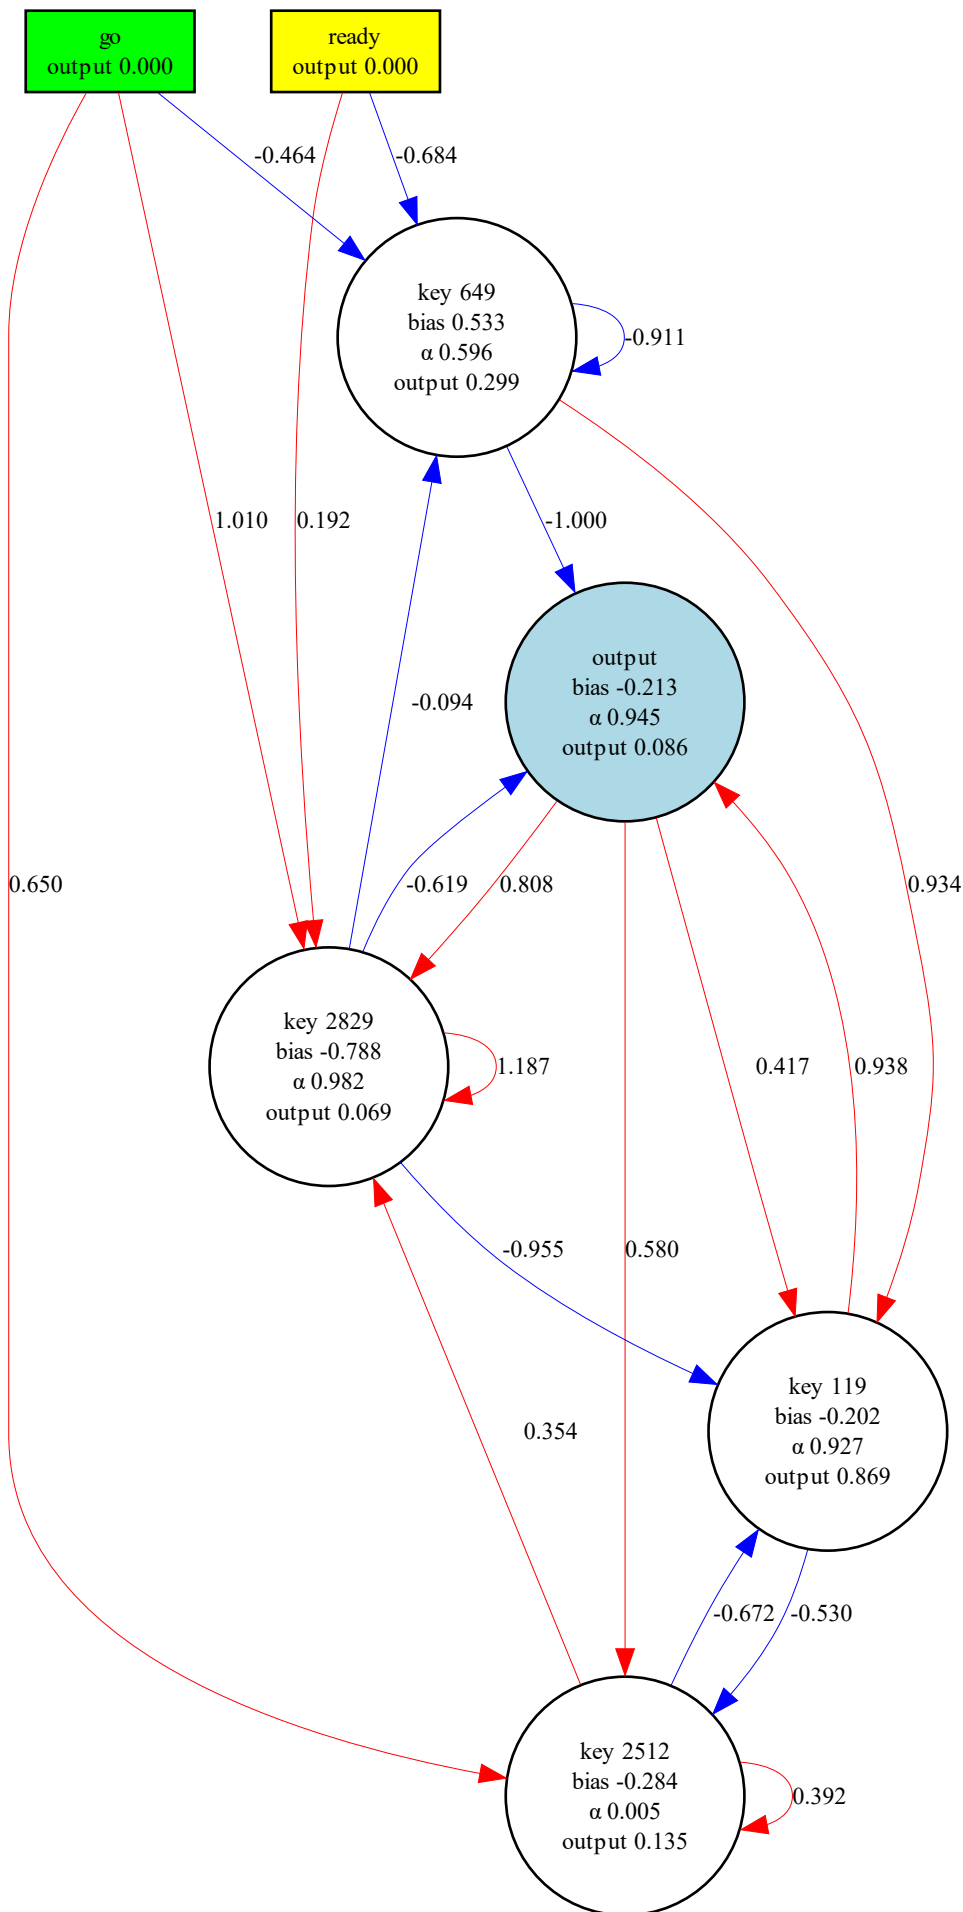 go
output 0.000
ready
output 0.000
-0.464
-0.684
key 649
bias 0.533
α 0.596
output 0.299
-0.911
1.010
0.192
-1.000
output
bias -0.213
α 0.945
output 0.086
-0.094
0.650
-0.619
0.808
0.934
key 2829
bias -0.788
α 0.982
output 0.069
1.187
0.417
0.938
-0.955
0.580
key 119
bias -0.202
α 0.927
output 0.869
0.354
-0.672
-0.530
key 2512
bias -0.284
α 0.005
output 0.135
0.392